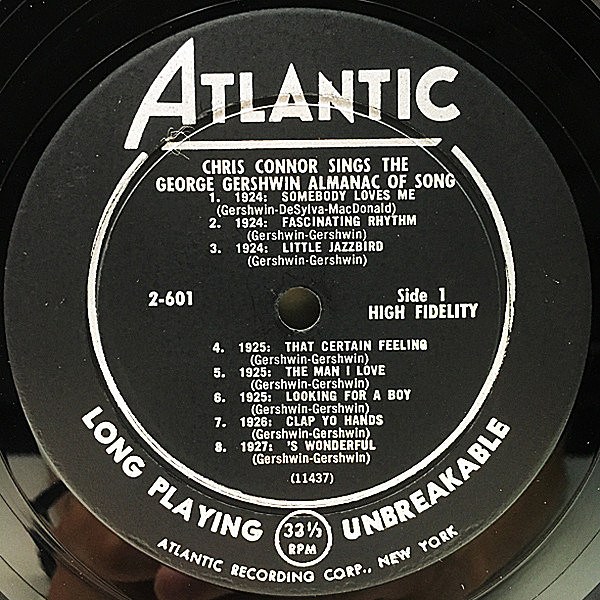 ATLANTIC
CHRIS CONNOR SINGS THE
GEORGE GERSHWIN ALMANAC OF SONG
1. 1924: SOMEBODY LOVES ME
(Gershwin-DeSylva-MacDonald)
2. 1924: FASCINATING RHYTHM
(Gershwin-Gershwin)
3. 1924: LITTLE JAZZBIRD
(Gershwin-Gershwin)
2-601
Side 1
HIGH FIDELITY
4. 1925: THAT CERTAIN FEELING
(Gershwin-Gershwin)
5. 1925: THE MAN I LOVE
(Gershwin-Gershwin)
6. 1925: LOOKING FOR A BOY
(Gershwin-Gershwin)
7. 1926: CLAP YO HANDS
(Gershwin-Gershwin)
8. 1927: 'S WONDERFUL
(Gershwin-Gershwin)
(11437)
LONG PLAYING 33⅓ RPM UNBREAKABLE
ATLANTIC RECORDING CORP., NEW YORK